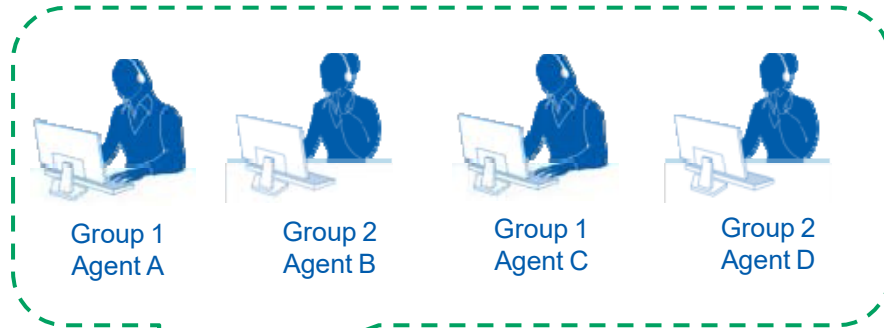 Group 1
Agent A
Group 2
Agent B
Group 1
Agent C
Group 2
Agent D